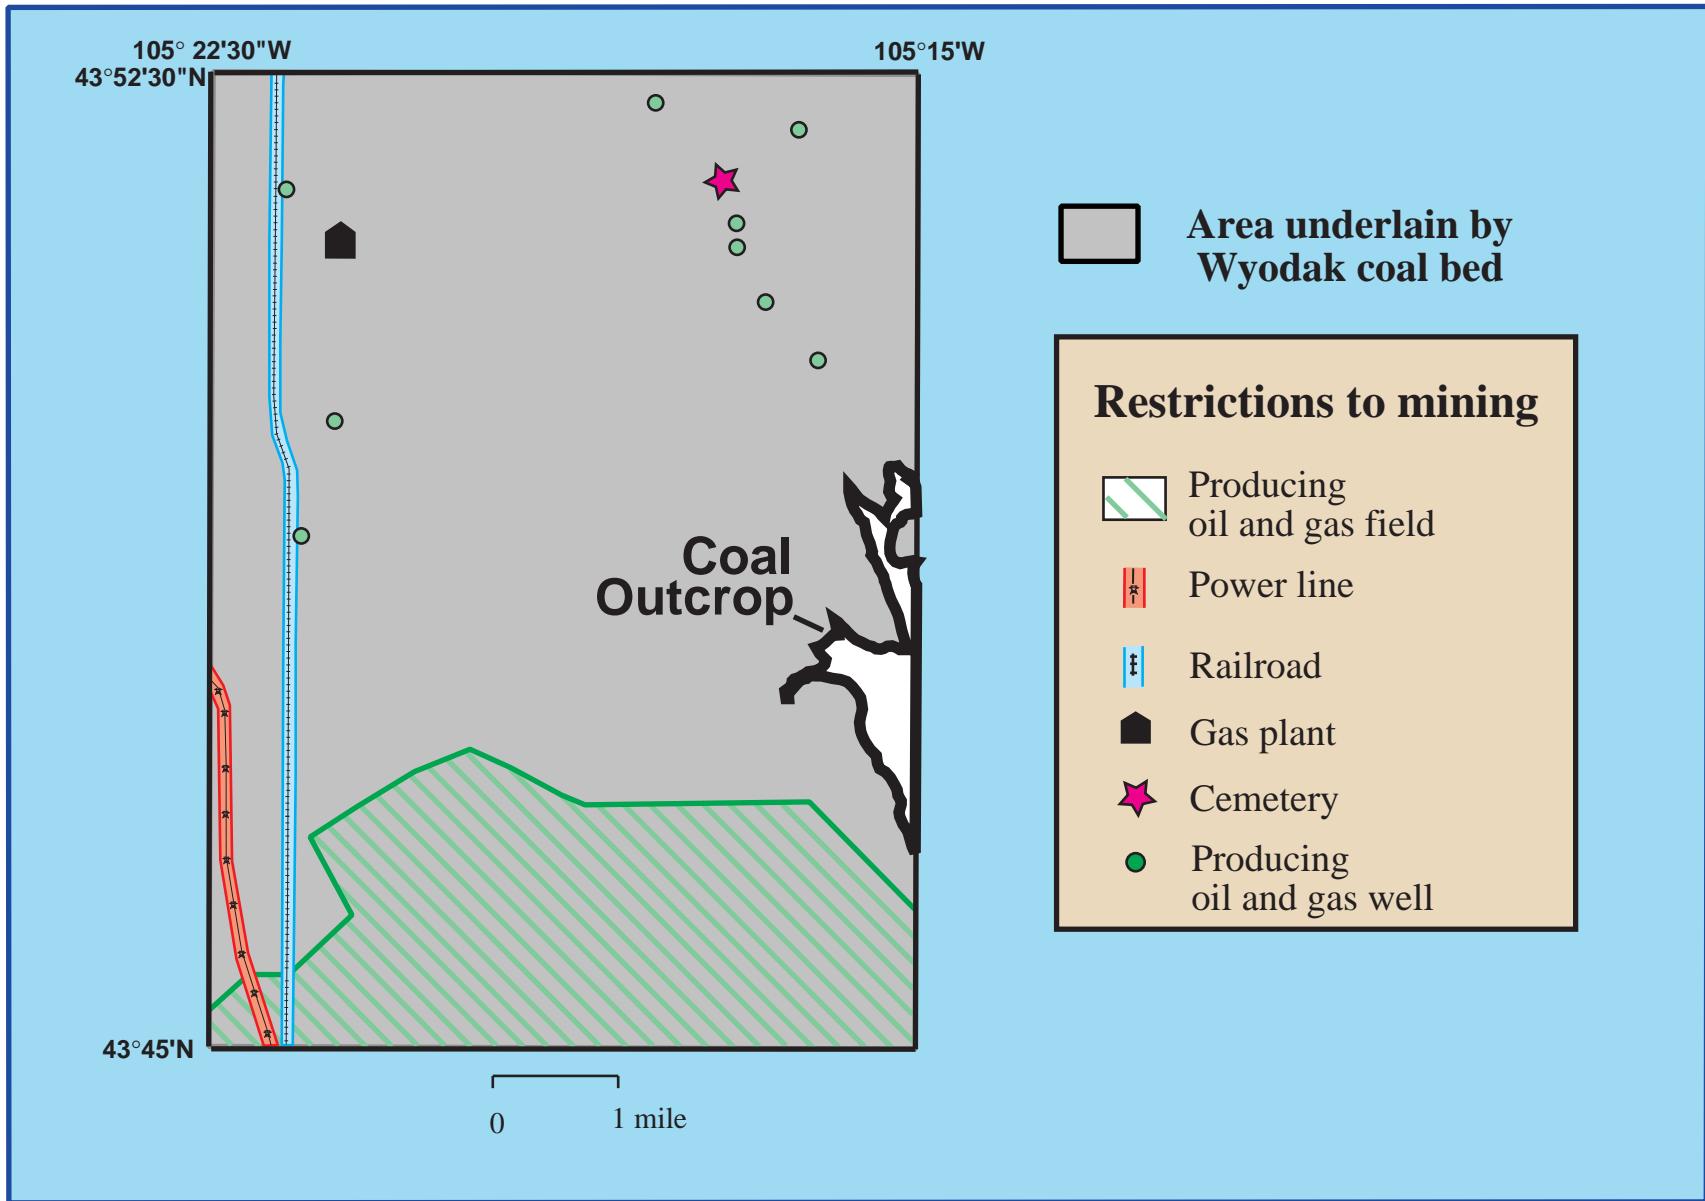 105° 22'30"W
105°15'W
43°52'30"N
Area underlain by
Wyodak coal bed
Restrictions to mining
Producing
oil and gas field
Power line
Railroad
Gas plant
Cemetery
Producing
oil and gas well
Coal
Outcrop
43°45'N
0
1 mile